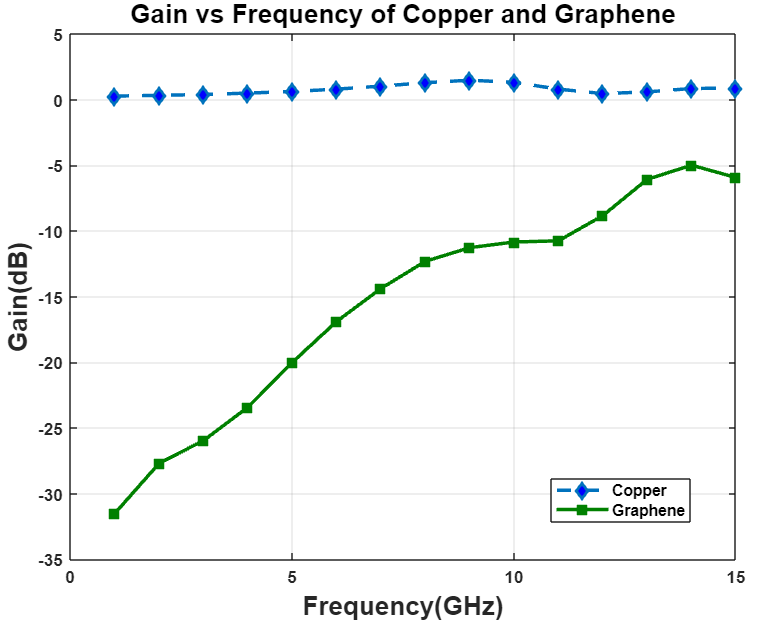 Gain vs Frequency of Copper and Graphene
5
0
-5
-10
-15
-20
-25
-30
-35
Gain(dB)
Copper
Graphene
0 5 10 15
Frequency(GHz)